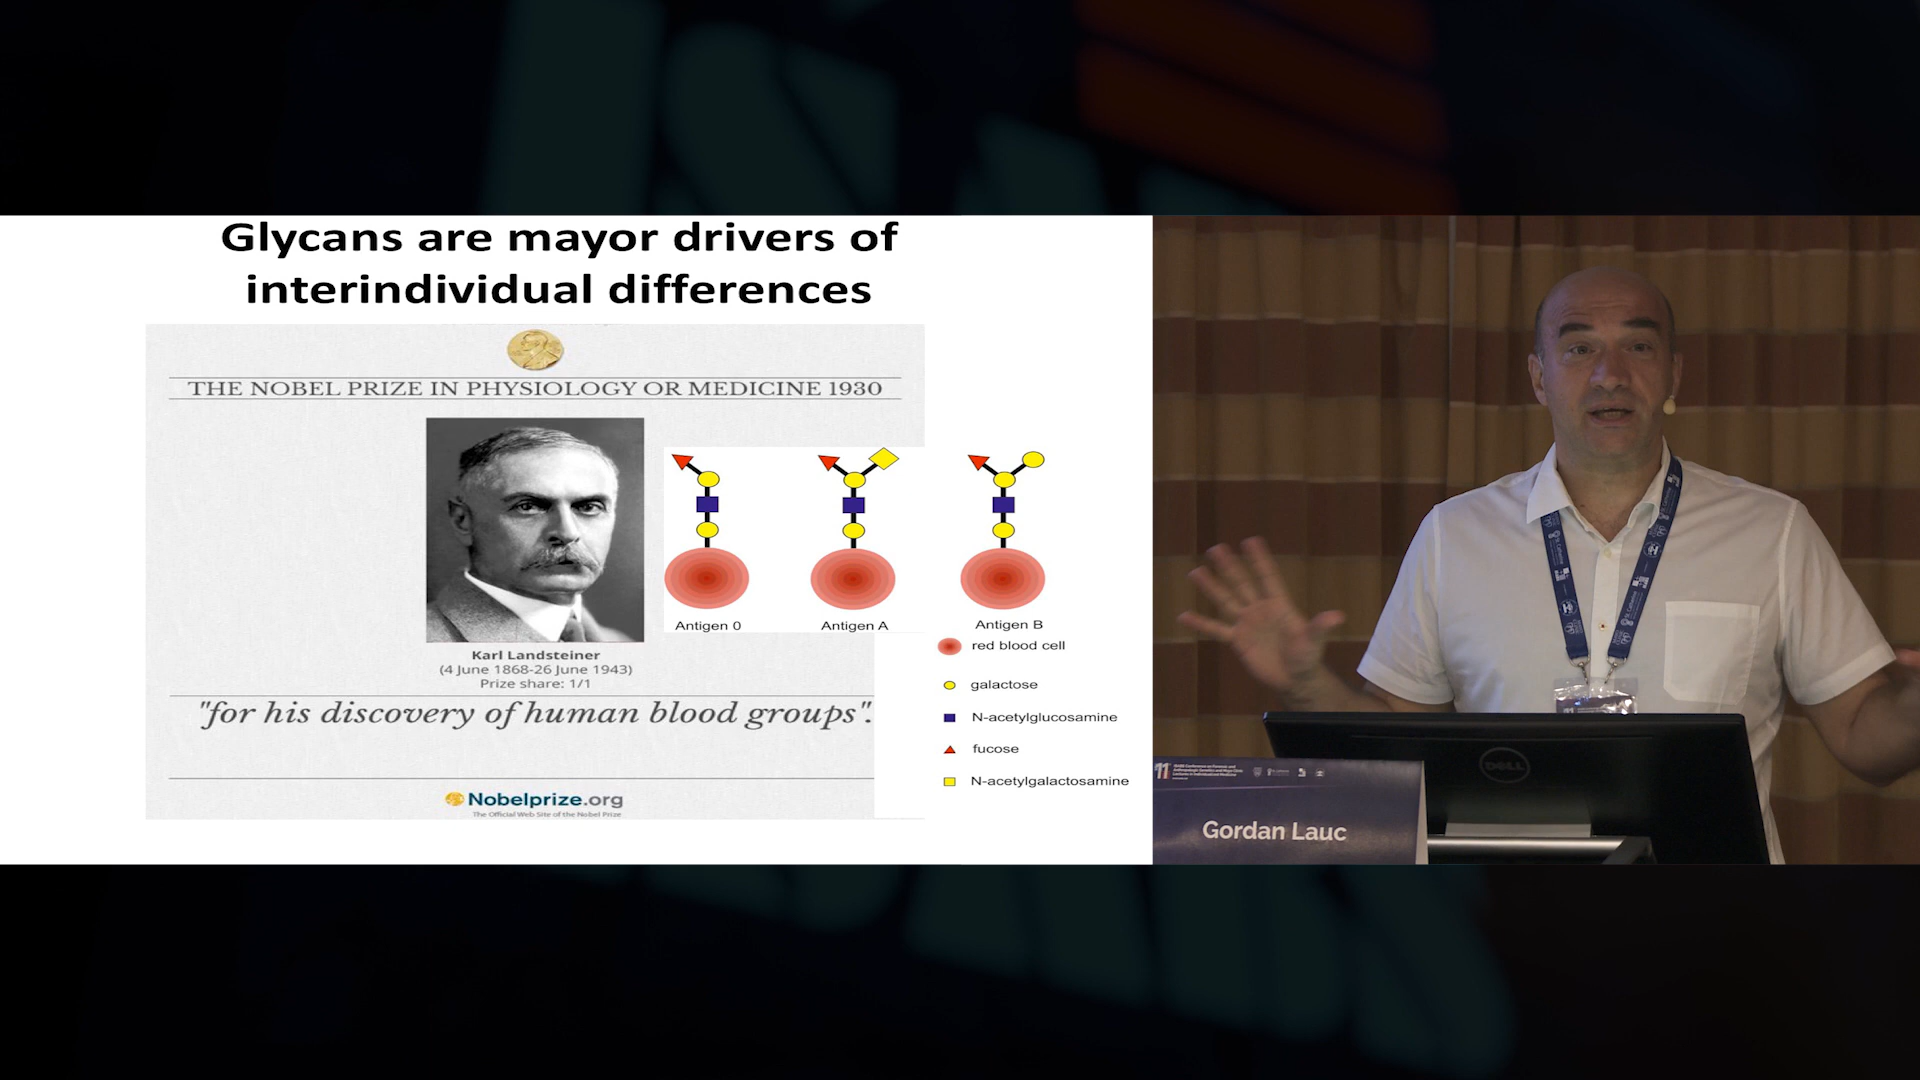 Glycans are mayor drivers of
interindividual differences
THE NOBEL PRIZE IN PHYSIOLOGY OR MEDICINE 1930
Karl Landsteiner
(4 June 1868-26 June 1943)
Prize share: 1/1
"for his discovery of human blood groups".
Nobelprize.org
The Official Web Site of the Nobel Prize
Antigen 0
Antigen A
Antigen B
red blood cell
galactose
N-acetylglucosamine
fucose
N-acetylgalactosamine
DELL
11
Gordan Lauc